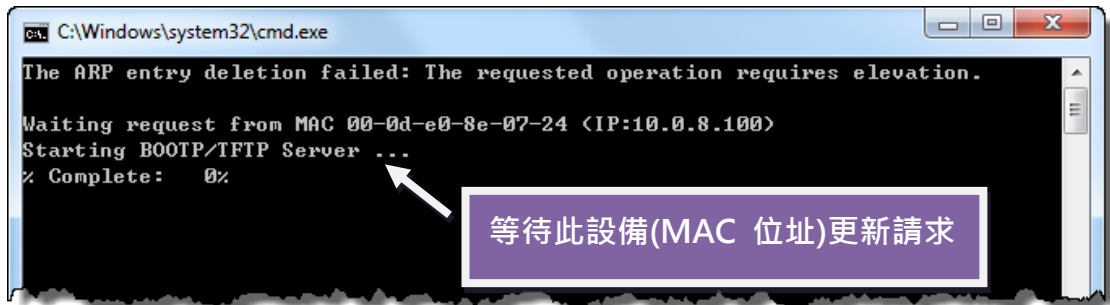 C:\Windows\system32\cmd.exe
The ARP entry deletion failed: The requested operation requires elevation.
Waiting request from MAC 00-0d-e0-8e-07-24 (IP:10.0.8.100)
Starting BOOTP/TFTP Server ...
% Complete:   0%
等待此設備(MAC 位址)更新請求